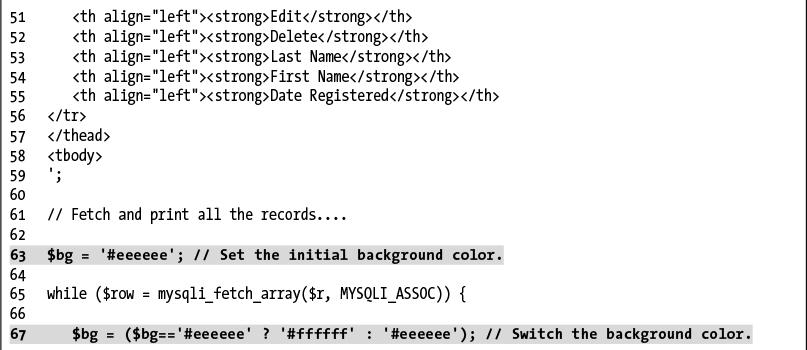 51 <th align="left"><strong>Edit</strong></th>
52 <th align="left"><strong>Delete</strong></th>
53 <th align="left"><strong>Last Name</strong></th>
54 <th align="left"><strong>First Name</strong></th>
55 <th align="left"><strong>Date Registered</strong></th>
56 </tr>
57 </thead>
58 <tbody>
59 ';
60
61 // Fetch and print all the records....
62
63 $bg = '#eeeeee'; // Set the initial background color.
64
65 while ($row = mysqli_fetch_array($r, MYSQLI_ASSOC)) {
66
67 $bg = ($bg=='#eeeeee' ? '#ffffff' : '#eeeeee'); // Switch the background color.